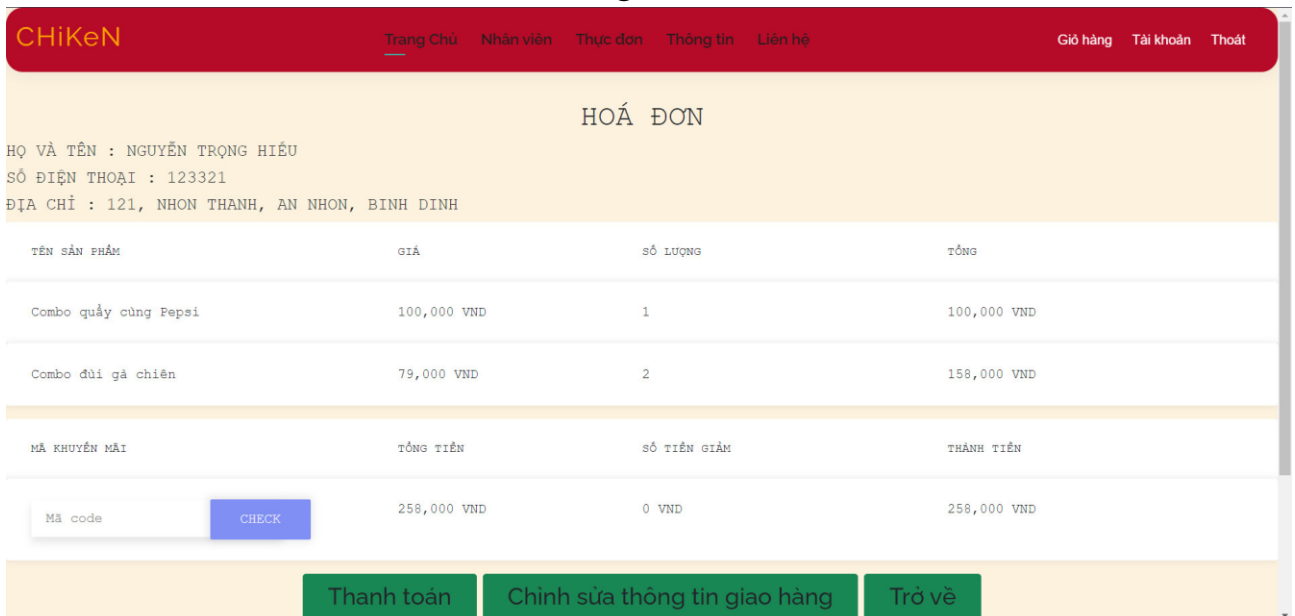 CHiKeN Trang Chủ Nhân viên Thực đơn Thông tin Liên hệ Giỏ hàng Tài khoản Thoát
HOÁ ĐƠN
HỌ VÀ TÊN : NGUYỄN TRỌNG HIẾU
SỐ ĐIỆN THOẠI : 123321
ĐỊA CHỈ : 121, NHON THANH, AN NHON, BINH DINH
TÊN SẢN PHẨM GIÁ SỐ LƯỢNG TỔNG
Combo quẩy cùng Pepsi 100,000 VND 1 100,000 VND
Combo đùi gà chiên 79,000 VND 2 158,000 VND
MÃ KHUYẾN MÃI TỔNG TIỀN SỐ TIỀN GIẢM THÀNH TIỀN
Mã code CHECK 258,000 VND 0 VND 258,000 VND
Thanh toán Chỉnh sửa thông tin giao hàng Trở về